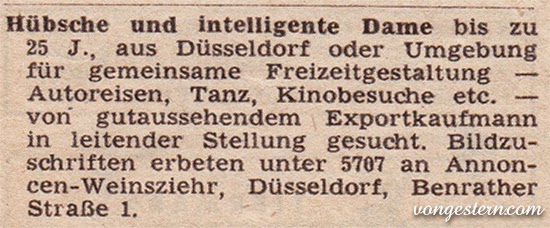 Hübsche und intelligente Dame bis zu
25 J., aus Düsseldorf oder Umgebung
für gemeinsame Freizeitgestaltung —
Autoreisen, Tanz, Kinobesuche etc. —
von gutaussehendem Exportkaufmann
in leitender Stellung gesucht. Bildzu-
schriften erbeten unter 5707 an Annon-
cen-Weinsziehr, Düsseldorf, Benrather
Straße 1.
vongestern.com